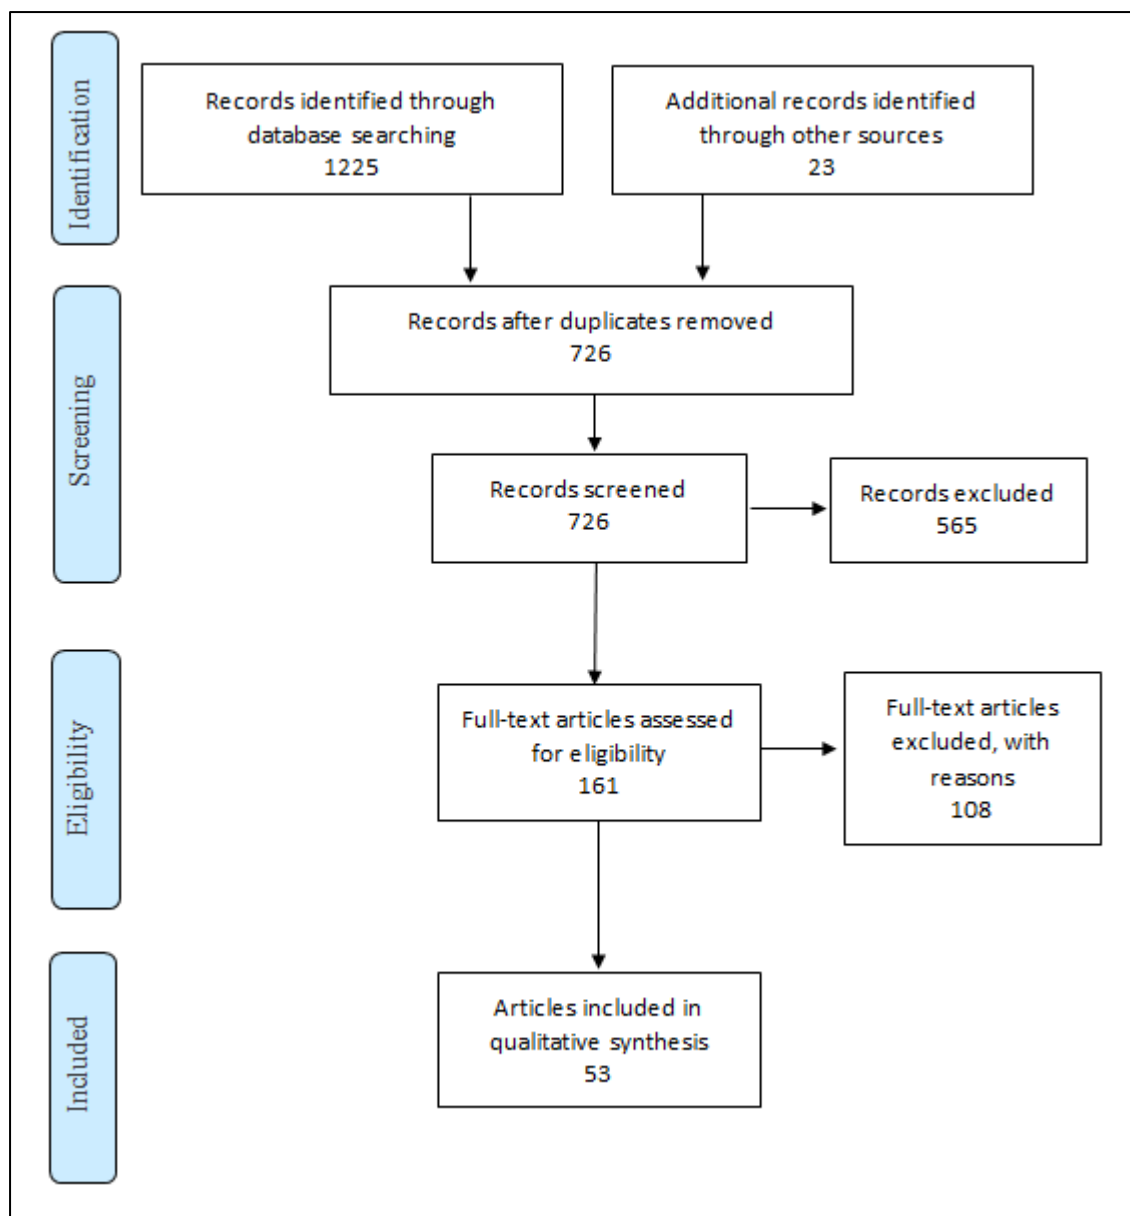 Identification
Records identified through
database searching
1225
Additional records identified
through other sources
23
Screening
Records after duplicates removed
726
Records screened
726
Records excluded
565
Eligibility
Full-text articles assessed
for eligibility
161
Full-text articles
excluded, with
reasons
108
Included
Articles included in
qualitative synthesis
53